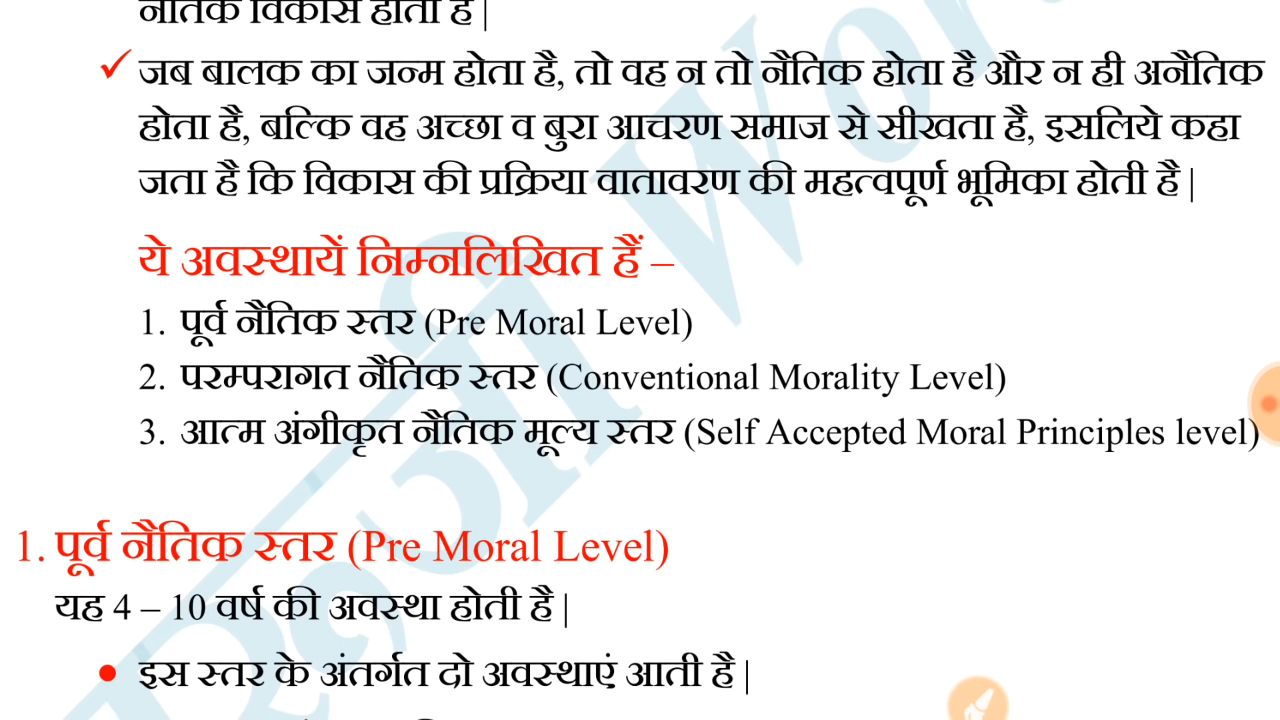 नैतिक विकास होता है |
जब बालक का जन्म होता है, तो वह न तो नैतिक होता है और न ही अनैतिक
होता है, बल्कि वह अच्छा व बुरा आचरण समाज से सीखता है, इसलिये कहा
जता है कि विकास की प्रक्रिया वातावरण की महत्वपूर्ण भूमिका होती है |
ये अवस्थायें निम्नलिखित हैं –
1. पूर्व नैतिक स्तर (Pre Moral Level)
2. परम्परागत नैतिक स्तर (Conventional Morality Level)
3. आत्म अंगीकृत नैतिक मूल्य स्तर (Self Accepted Moral Principles level)
1. पूर्व नैतिक स्तर (Pre Moral Level)
यह 4 – 10 वर्ष की अवस्था होती है |
इस स्तर के अंतर्गत दो अवस्थाएं आती है |